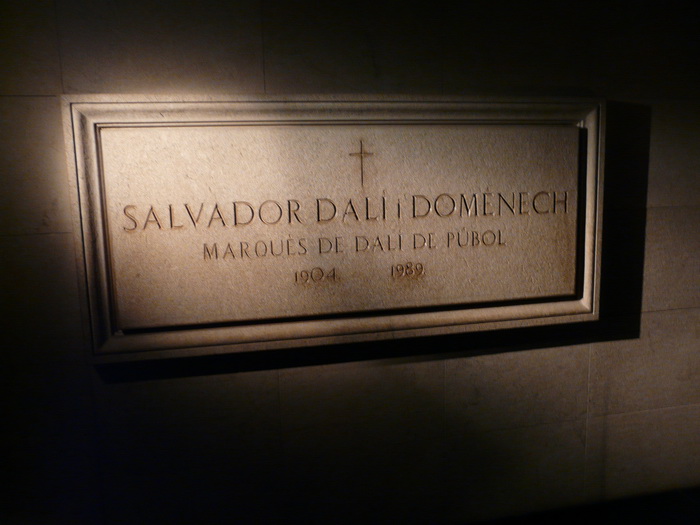 SALVADOR DALÍ i DOMÈNECH
MARQUÈS DE DALÍ DE PÚBOL
1904 1989